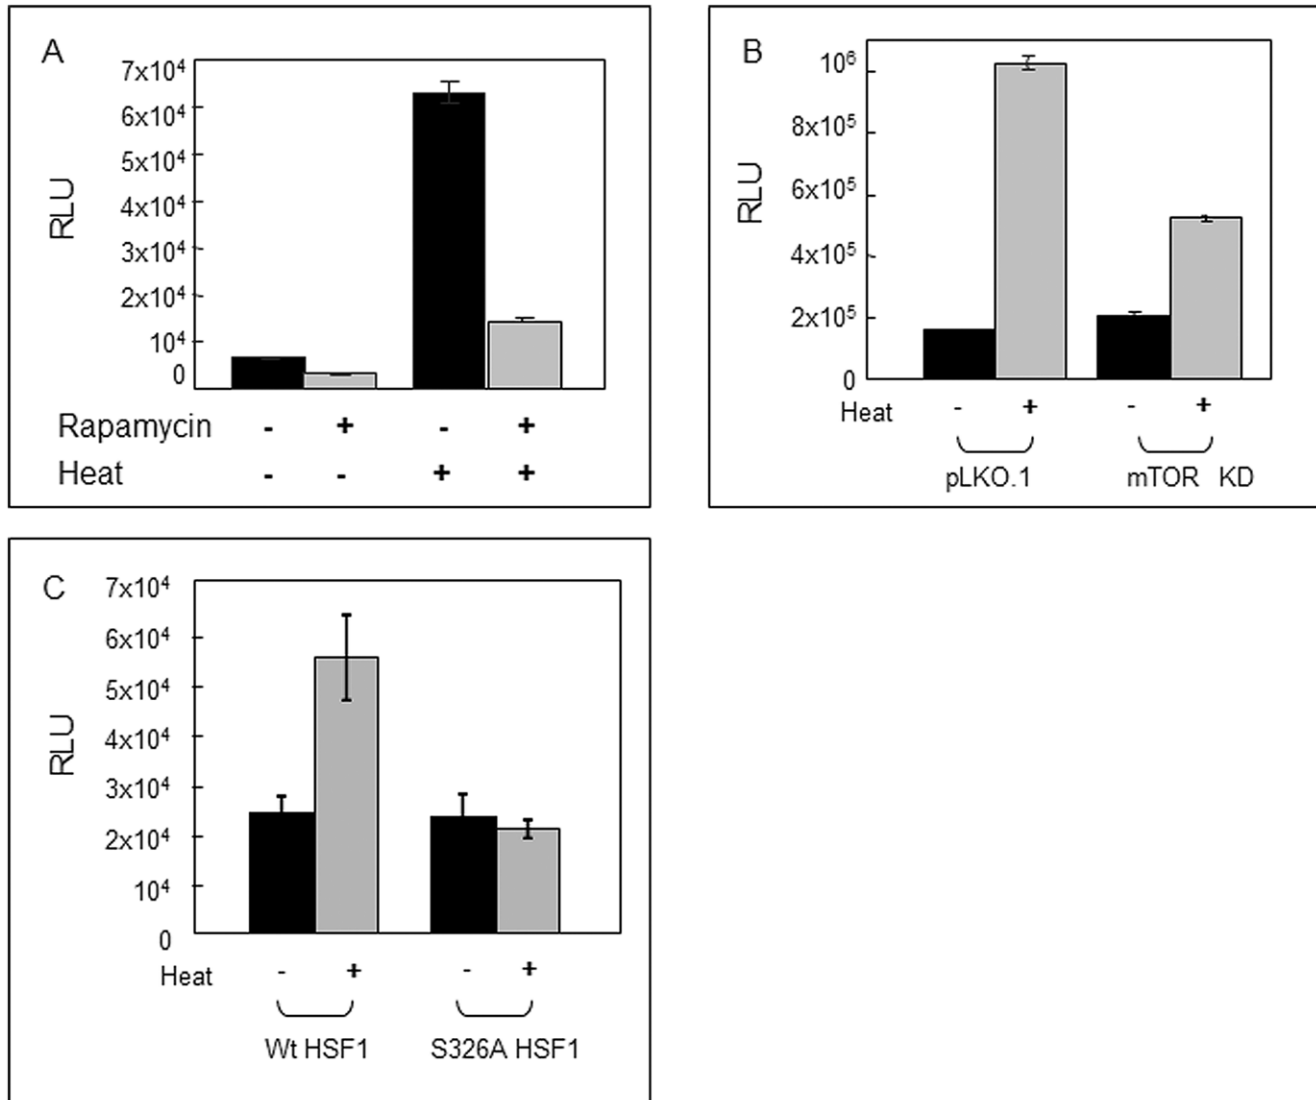 A
7x10⁴
6x10⁴
5x10⁴
4x10⁴
3x10⁴
2x10⁴
10⁴
0
RLU
Rapamycin - + - +
Heat - - + +
B
10⁶
8x10⁵
6x10⁵
4x10⁵
2x10⁵
0
RLU
Heat - + - +
pLKO.1 mTOR KD
C
7x10⁴
6x10⁴
5x10⁴
4x10⁴
3x10⁴
2x10⁴
10⁴
0
RLU
Heat - + - +
Wt HSF1 S326A HSF1